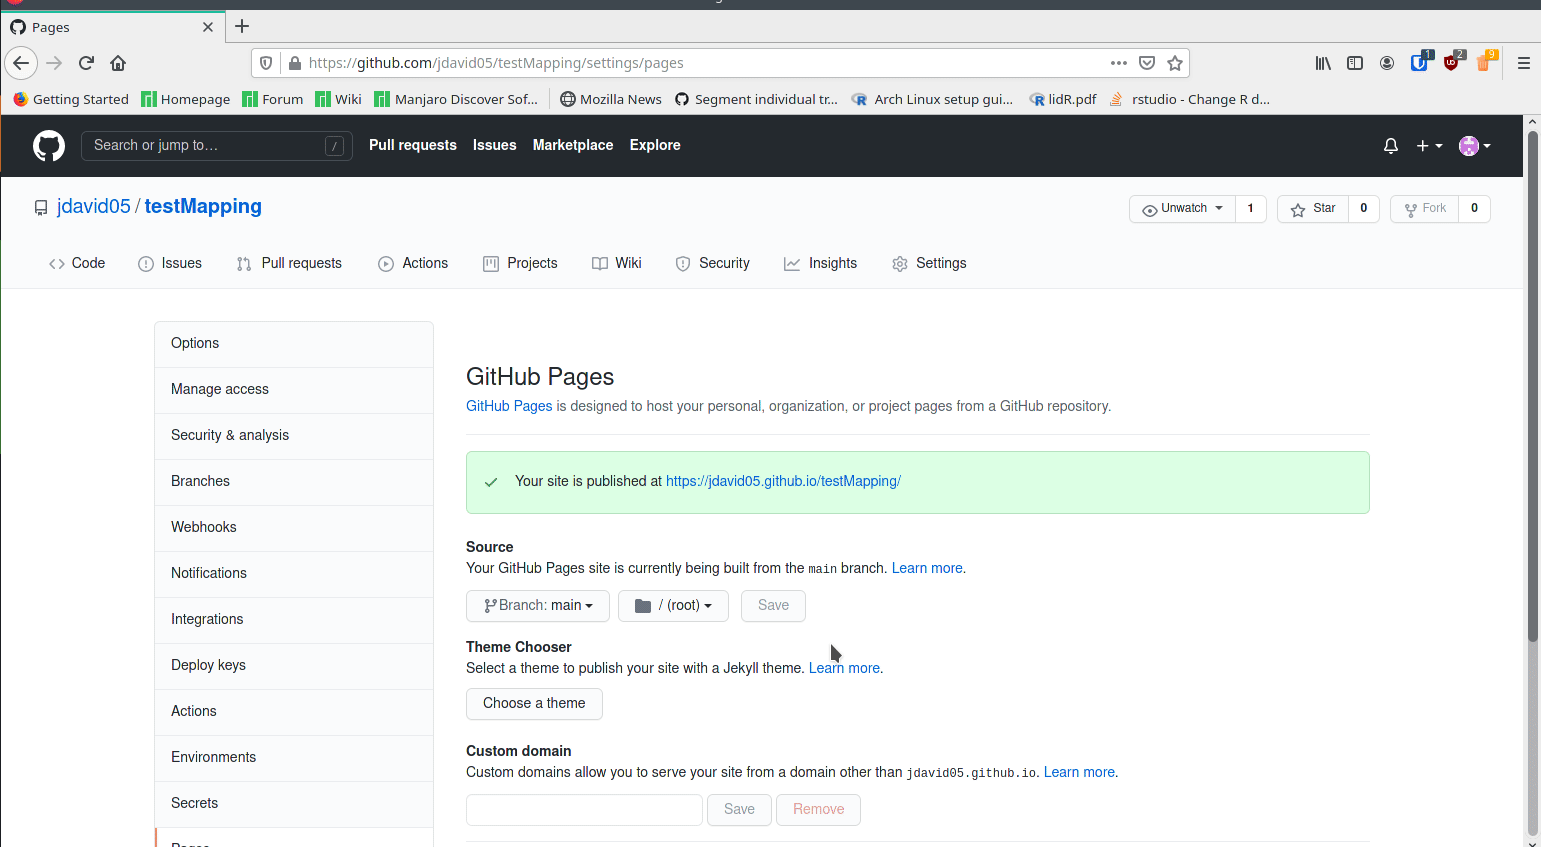 Pages
https://github.com/jdavid05/testMapping/settings/pages
1
2
9
Getting Started
Homepage
Forum
Wiki
Manjaro Discover Sof...
Mozilla News
Segment individual tr...
Arch Linux setup gui...
lidR.pdf
rstudio - Change R d...
Search or jump to…
/
Pull requests
Issues
Marketplace
Explore
jdavid05 / testMapping
Unwatch
1
Star
0
Fork
0
Code
Issues
Pull requests
Actions
Projects
Wiki
Security
Insights
Settings
Options
Manage access
Security & analysis
Branches
Webhooks
Notifications
Integrations
Deploy keys
Actions
Environments
Secrets
Pages
GitHub Pages
GitHub Pages is designed to host your personal, organization, or project pages from a GitHub repository.
Your site is published at https://jdavid05.github.io/testMapping/
Source
Your GitHub Pages site is currently being built from the main branch. Learn more.
Branch: main
/ (root)
Save
Theme Chooser
Select a theme to publish your site with a Jekyll theme. Learn more.
Choose a theme
Custom domain
Custom domains allow you to serve your site from a domain other than jdavid05.github.io. Learn more.
Save
Remove